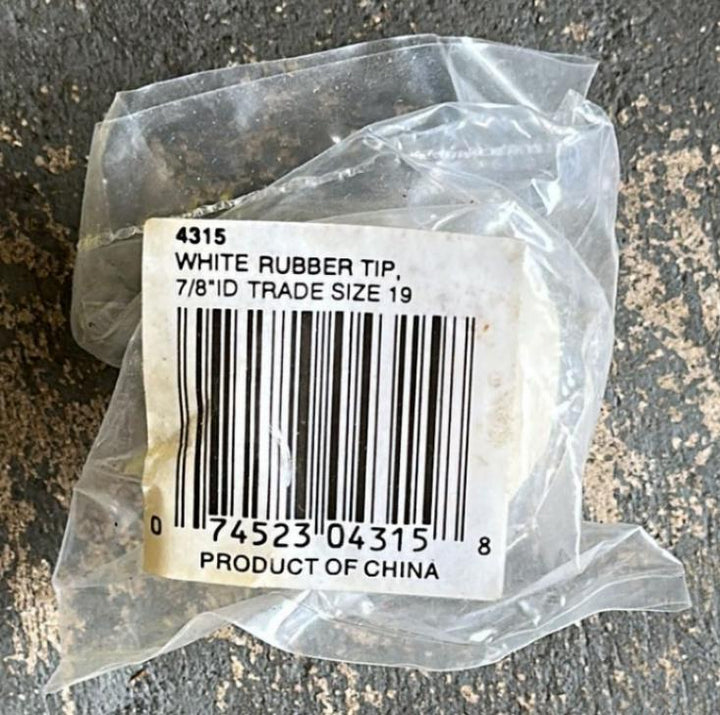 4315
WHITE RUBBER TIP,
7/8"ID TRADE SIZE 19
0 74523 04315 8
PRODUCT OF CHINA